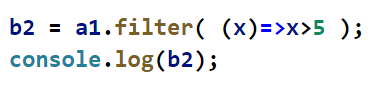 b2 = a1.filter( (x)=>x>5 );
console.log(b2);